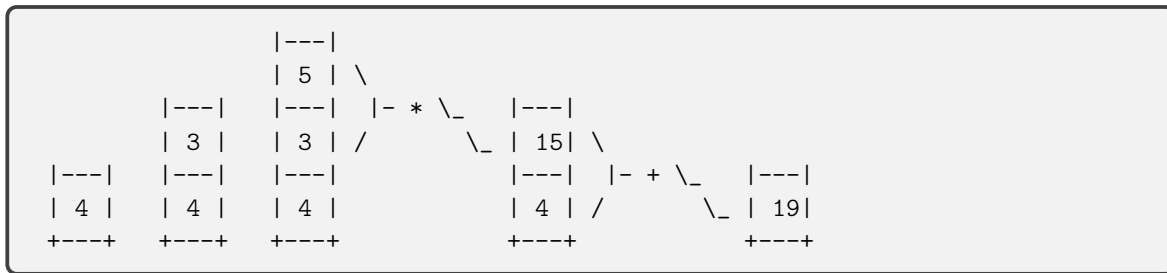 |---|
                | 5 | \
        |---|   |---|  |- * \_   |---|
        | 3 |   | 3 | /       \_ | 15| \
|---|   |---|   |---|            |---|  |- + \_   |---|
| 4 |   | 4 |   | 4 |            | 4 | /       \_ | 19|
+---+   +---+   +---+            +---+            +---+